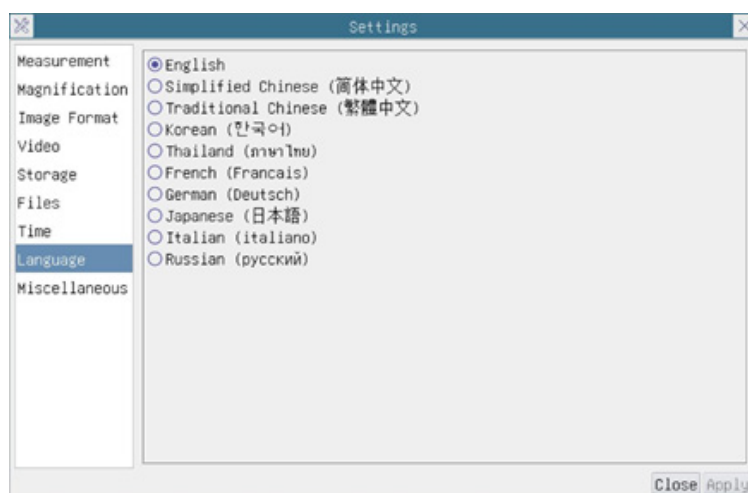 Settings
Measurement
Magnification
Image Format
Video
Storage
Files
Time
Language
Miscellaneous
English
Simplified Chinese (简体中文)
Traditional Chinese (繁體中文)
Korean (한국어)
Thailand (ภาษาไทย)
French (Francais)
German (Deutsch)
Japanese (日本語)
Italian (italiano)
Russian (русский)
Close Apply